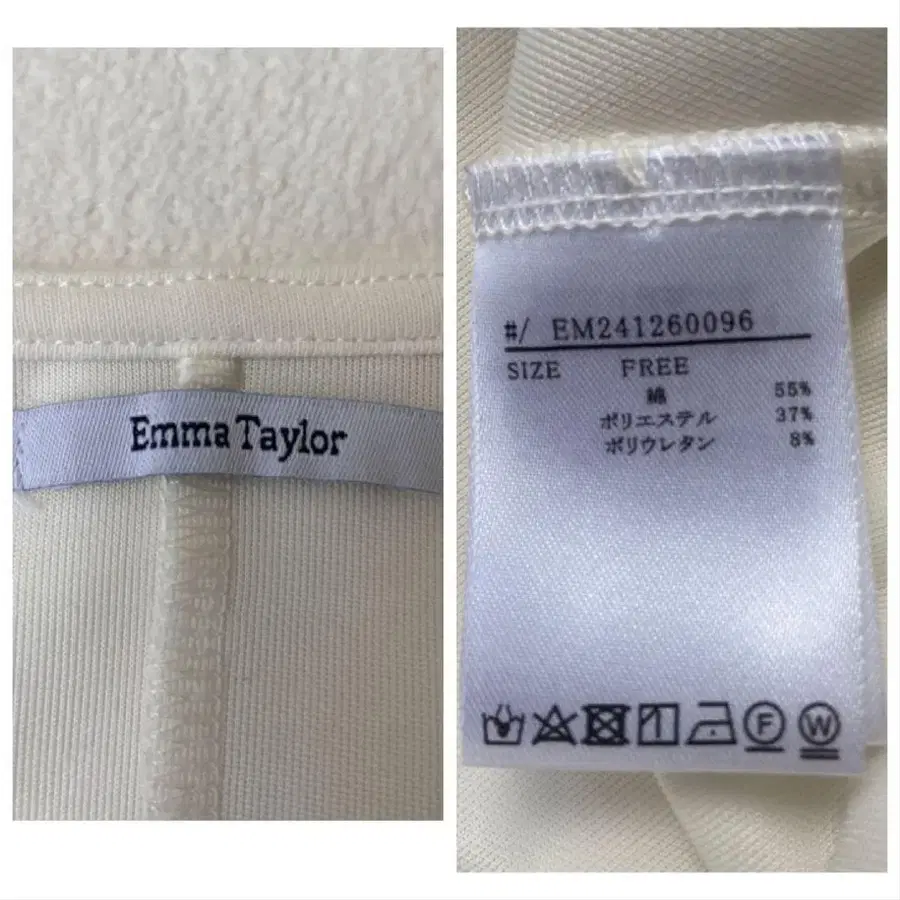 Emma Taylor
#/ EM241260096
SIZE FREE
綿 55%
ポリエステル 37%
ポリウレタン 8%
F W